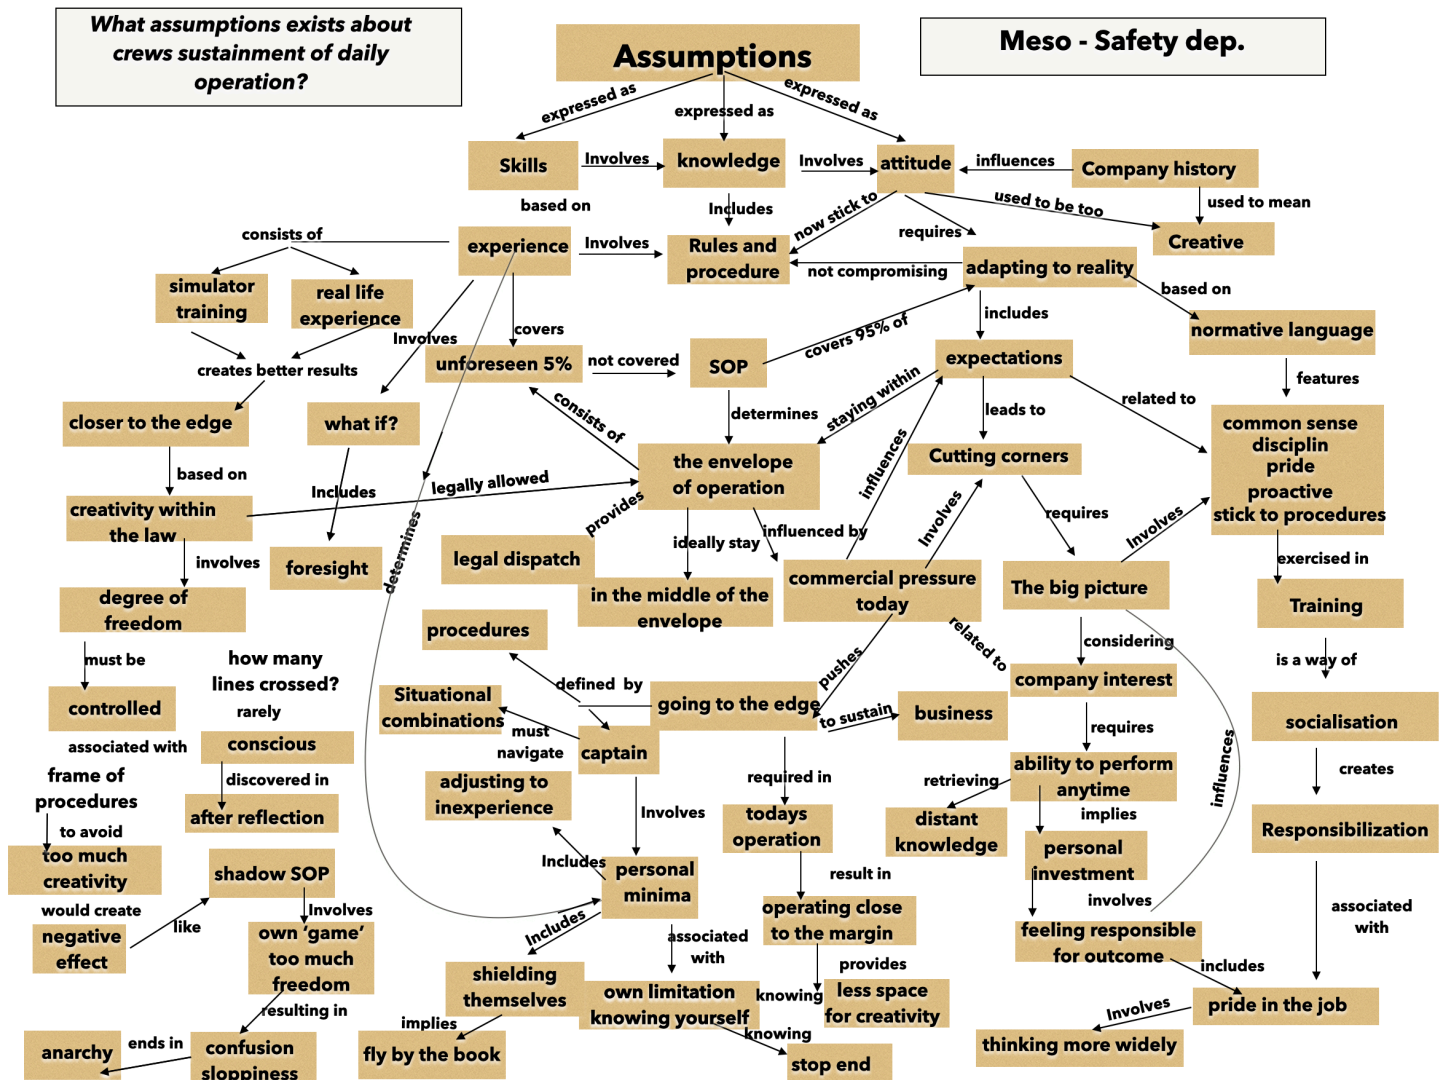 What assumptions exists about
crews sustainment of daily
operation?
Assumptions
Meso - Safety dep.
expressed as
expressed as
expressed as
Skills
Involves
knowledge
Involves
attitude
influences
Company history
based on
Includes
now stick to
used to be too
used to mean
requires
Creative
consists of
experience
Involves
Rules and
procedure
not compromising
adapting to reality
based on
simulator
training
real life
experience
Involves
covers
covers 95% of
includes
normative language
creates better results
unforeseen 5%
not covered
SOP
expectations
features
closer to the edge
what if?
consists of
determines
staying within
leads to
related to
common sense
disciplin
pride
proactive
stick to procedures
based on
Includes
legally allowed
the envelope
of operation
influences
Cutting corners
creativity within
the law
determines
provides
ideally stay
influenced by
Involves
requires
Involves
involves
foresight
legal dispatch
in the middle of the
envelope
commercial pressure
today
The big picture
exercised in
Training
degree of
freedom
procedures
related to
considering
must be
how many
lines crossed?
is a way of
controlled
rarely
Situational
combinations
defined by
going to the edge
pushes
to sustain
business
company interest
socialisation
associated with
conscious
must
navigate
captain
requires
influences
frame of
procedures
discovered in
adjusting to
inexperience
required in
retrieving
ability to perform
anytime
creates
to avoid
after reflection
Involves
todays
operation
distant
knowledge
implies
Responsibilization
too much
creativity
shadow SOP
Includes
personal
minima
result in
personal
investment
would create
like
Involves
involves
negative
effect
own ‘game’
too much
freedom
Includes
associated
with
operating close
to the margin
feeling responsible
for outcome
associated
with
shielding
themselves
provides
includes
resulting in
own limitation
knowing yourself
knowing
less space
for creativity
pride in the job
implies
knowing
Involves
anarchy
ends in
confusion
sloppiness
fly by the book
stop end
thinking more widely